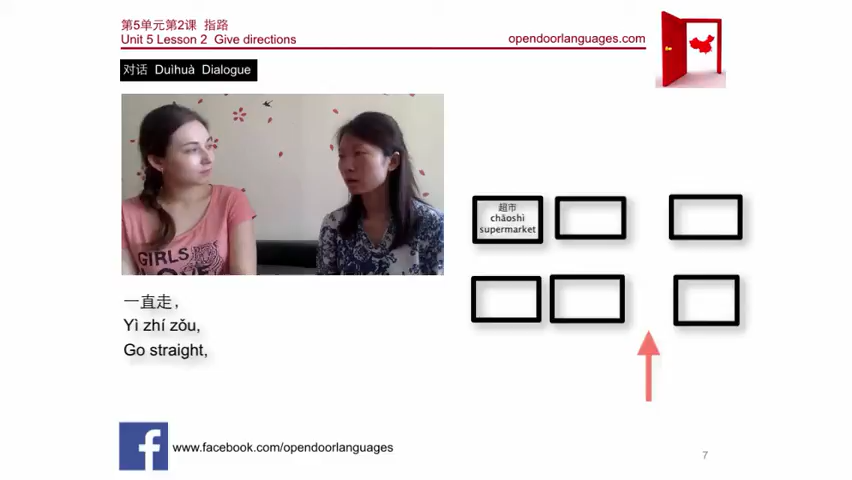 第5单元第2课 指路
Unit 5 Lesson 2 Give directions
opendoorlanguages.com
对话 Duìhuà Dialogue
GIRLS
超市
chāoshì
supermarket
一直走，
Yì zhí zǒu,
Go straight,
f
www.facebook.com/opendoorlanguages
7